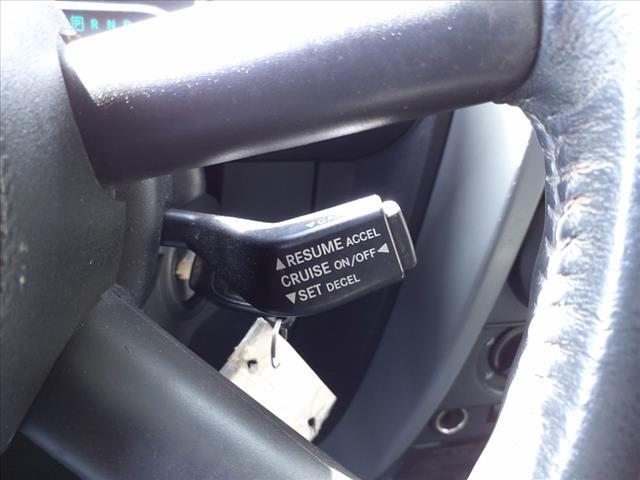 P R N D
▲RESUME ACCEL
CRUISE ON/OFF◄
▼SET DECEL